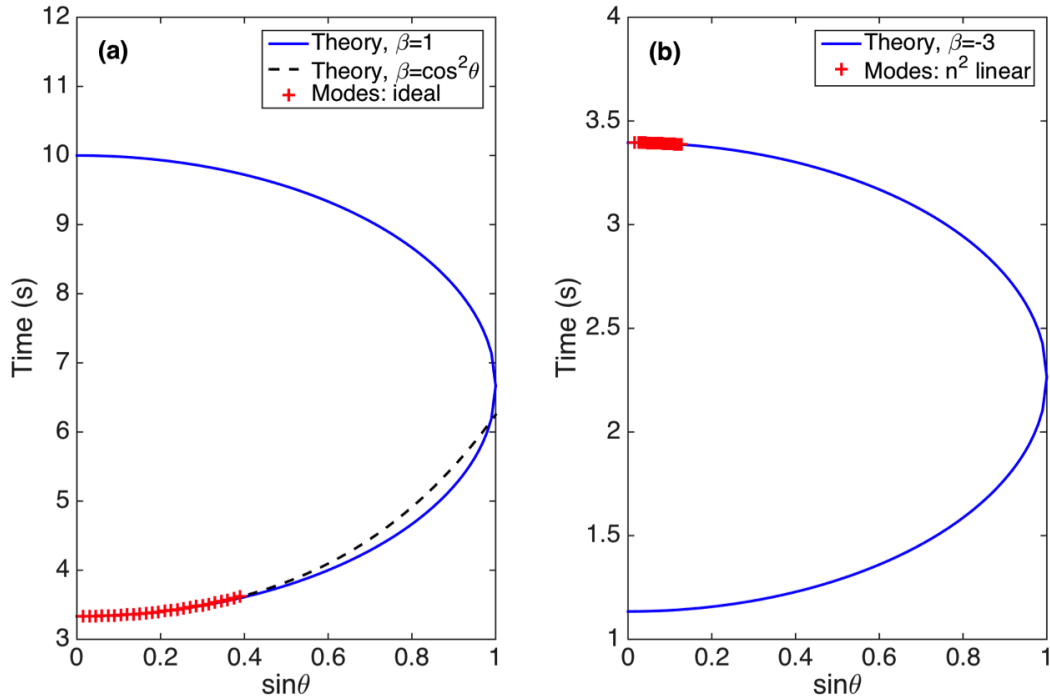 (a)
Theory, β=1
Theory, β=cos²θ
Modes: ideal
12
11
10
9
8
7
6
5
4
3
Time (s)
0
0.2
0.4
0.6
0.8
1
sinθ
(b)
Theory, β=-3
Modes: n² linear
4
3.5
3
2.5
2
1.5
1
Time (s)
0
0.2
0.4
0.6
0.8
1
sinθ